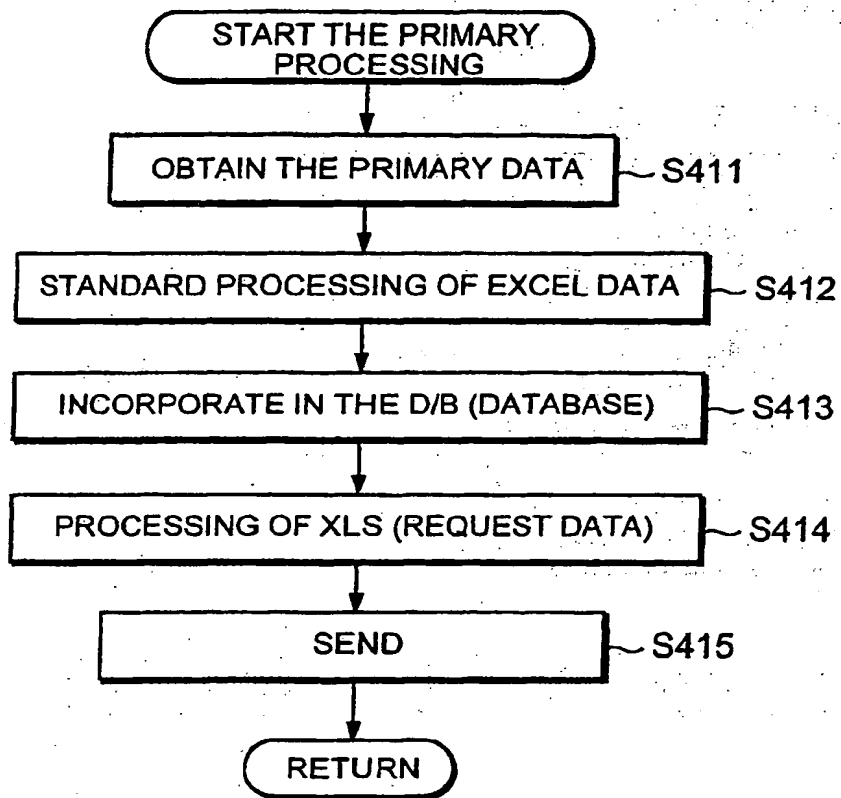 START THE PRIMARY
PROCESSING
OBTAIN THE PRIMARY DATA
S411
STANDARD PROCESSING OF EXCEL DATA
S412
INCORPORATE IN THE D/B (DATABASE)
S413
PROCESSING OF XLS (REQUEST DATA)
S414
SEND
S415
RETURN